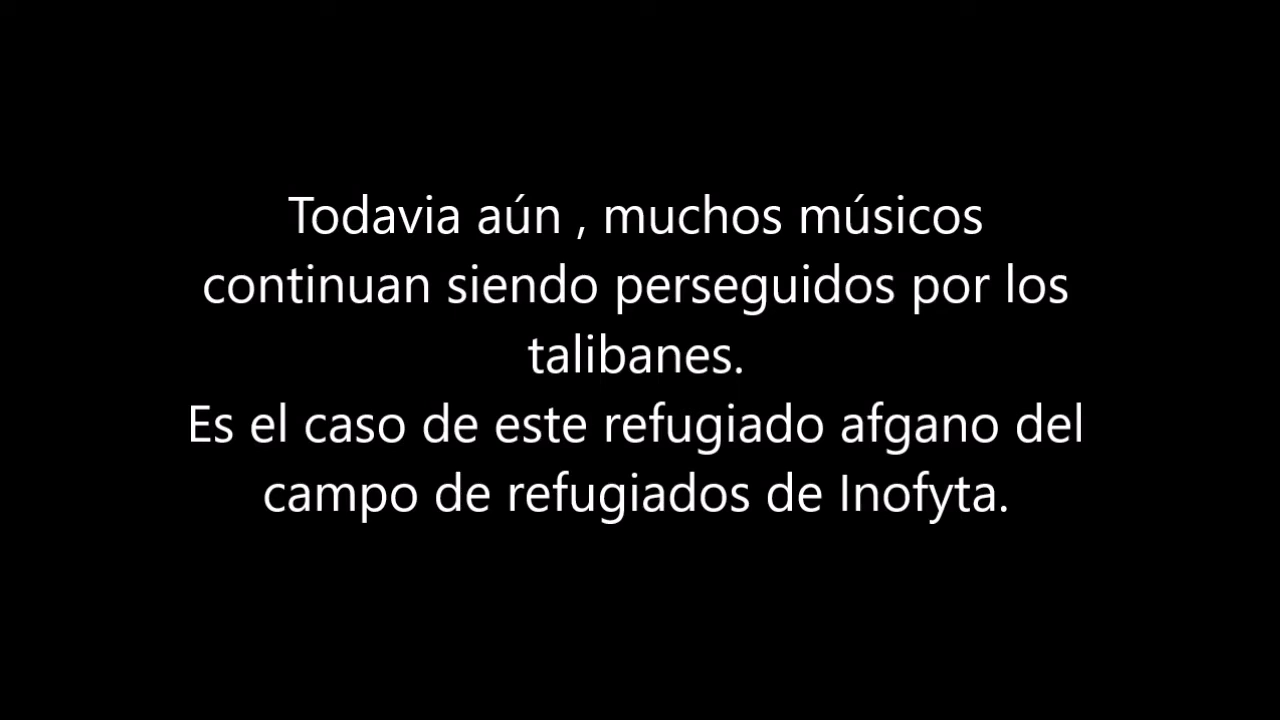 Todavia aún , muchos músicos
continuan siendo perseguidos por los
talibanes.
Es el caso de este refugiado afgano del
campo de refugiados de Inofyta.